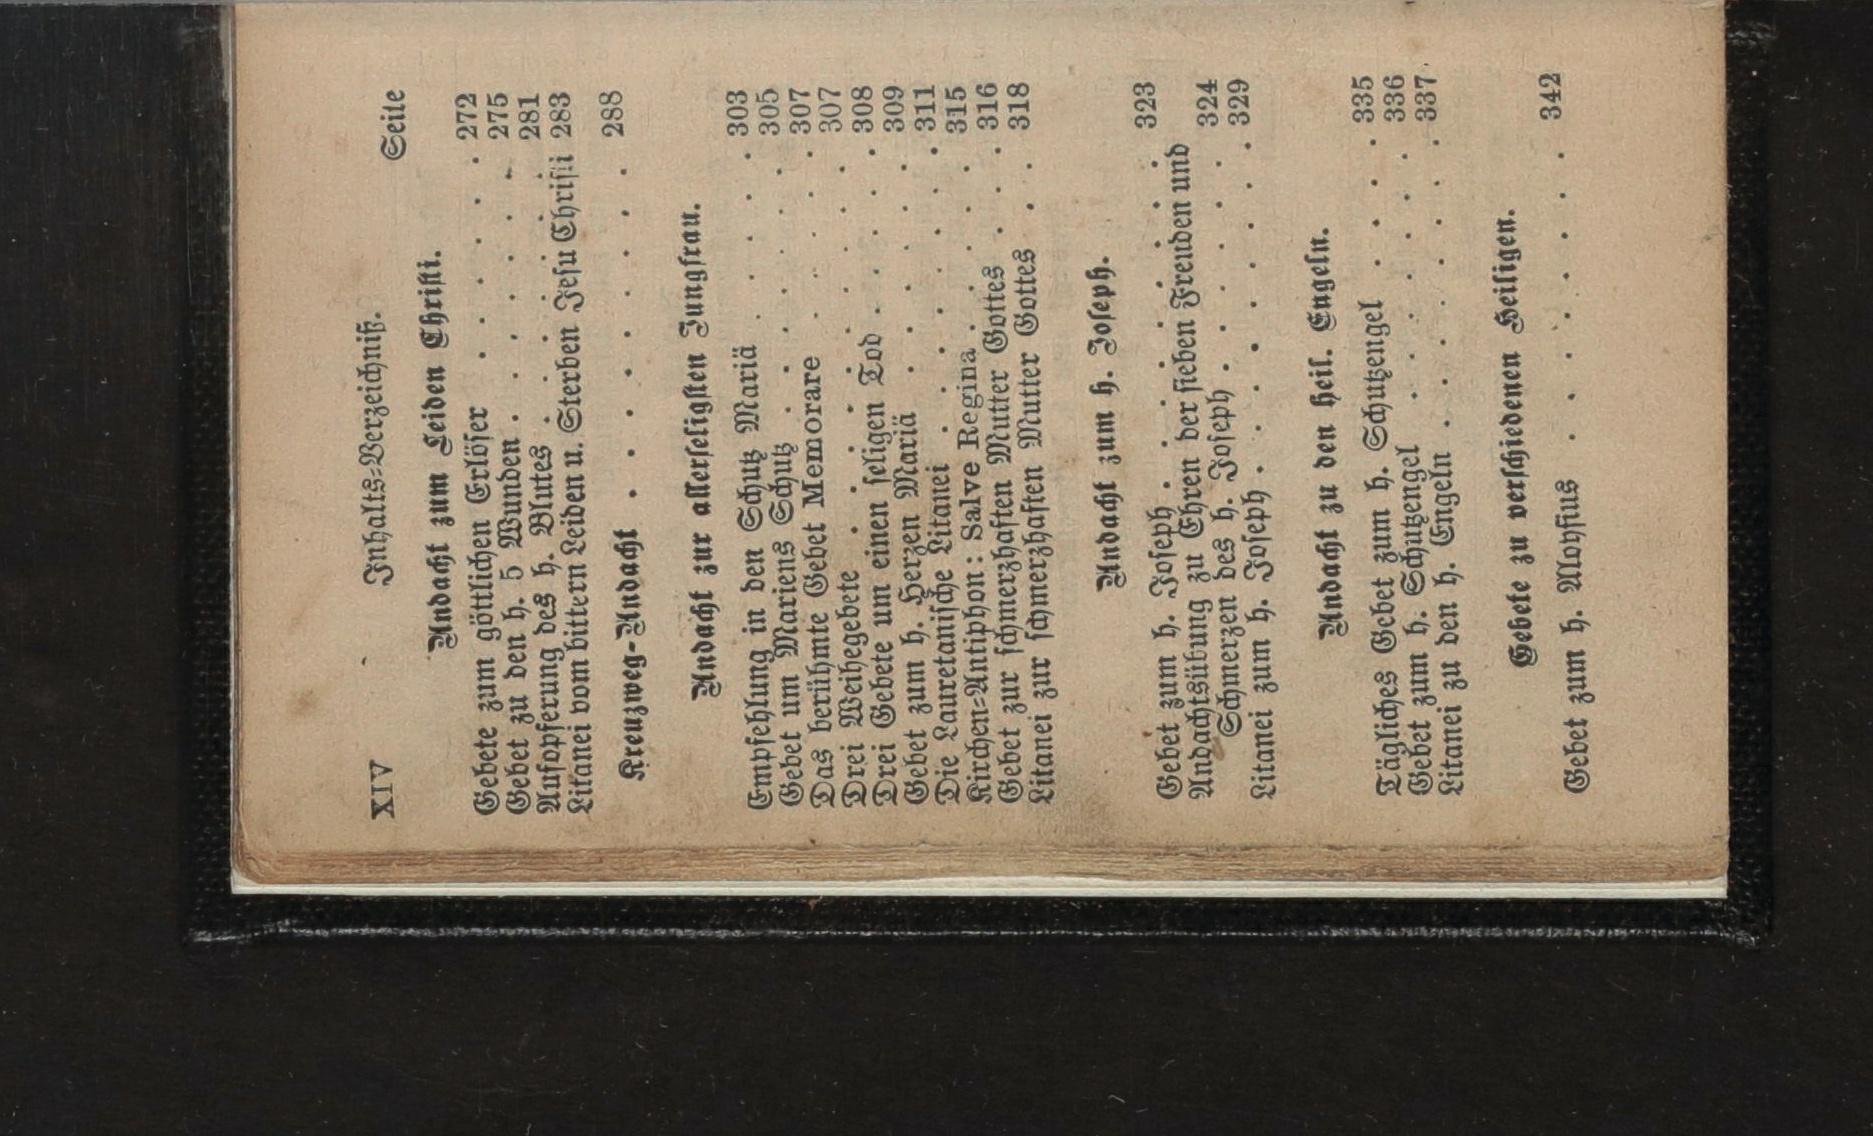 XIV Inhalts-Verzeichniß.
Seite
Andacht zum Leiden Christi.
Gebete zum göttlichen Erlöser . . . . . . 272
Gebet zu den h. 5 Wunden . . . . . . . 275
Aufopferung des h. Blutes . . . . . . . 281
Litanei vom bittern Leiden u. Sterben Jesu Christi 283
Kreuzweg-Andacht . . . . . . . . . 288
Andacht zur allerseligsten Jungfrau.
Empfehlung in den Schutz Mariä . . . . . 303
Gebet um Mariens Schutz . . . . . . . 305
Das berühmte Gebet Memorare . . . . . 307
Drei Weihegebete . . . . . . . . . . 307
Drei Gebete um einen seligen Tod . . . . . 308
Gebet zum h. Herzen Mariä . . . . . . 309
Die Lauretanische Litanei . . . . . . . . 311
Kirchen-Antiphon: Salve Regina . . . . . 315
Gebet zur schmerzhaften Mutter Gottes . . . 316
Litanei zur schmerzhaften Mutter Gottes . . 318
Andacht zum h. Joseph.
Gebet zum h. Joseph . . . . . . . . . 323
Andachtsübung zu Ehren der sieben Freuden und
Schmerzen des h. Joseph . . . . . . 324
Litanei zum h. Joseph . . . . . . . . . 329
Andacht zu den heil. Engeln.
Tägliches Gebet zum h. Schutzengel . . . . 335
Gebet zum h. Schutzengel . . . . . . . 336
Litanei zu den h. Engeln . . . . . . . . 337
Gebete zu verschiedenen Heiligen.
Gebet zum h. Aloysius . . . . . . . . 342